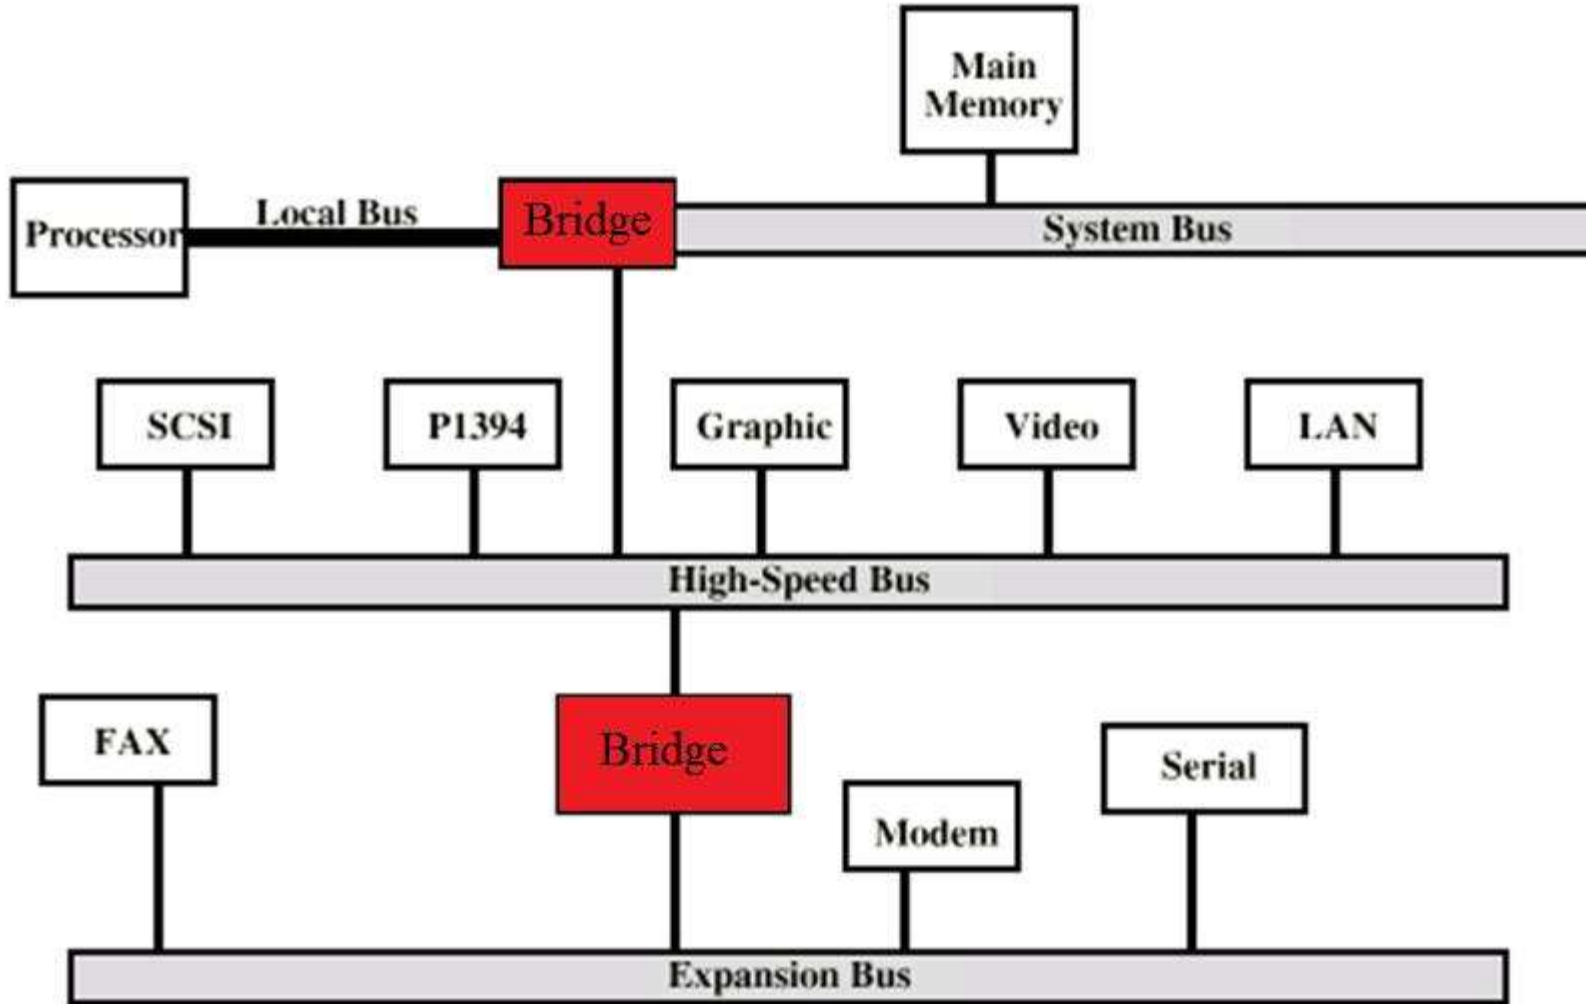 Main
Memory
Processor
Local Bus
Bridge
System Bus
SCSI
P1394
Graphic
Video
LAN
High-Speed Bus
FAX
Bridge
Modem
Serial
Expansion Bus